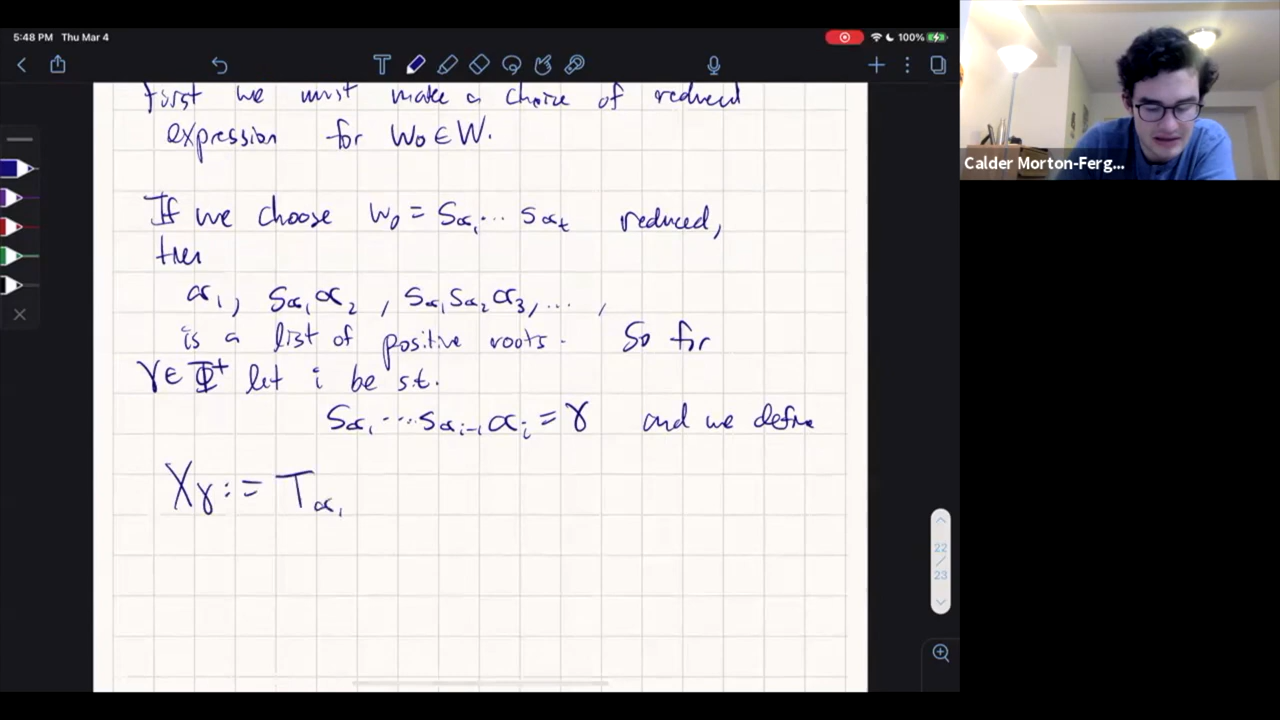 5:48 PM Thu Mar 4
100%
first we must make a choice of reduced
expression for W₀ ∈ W.
If we choose w₀ = Sα₁ ... Sαₜ reduced,
then
α₁, Sα₁α₂, Sα₁Sα₂α₃, ... ,
is a list of positive roots. So for
γ ∈ Φ⁺ let i be s.t.
Sα₁ ... Sαᵢ₋₁αᵢ = γ and we define
Xγ := Tα₁
22
/
23
Calder Morton-Ferg...